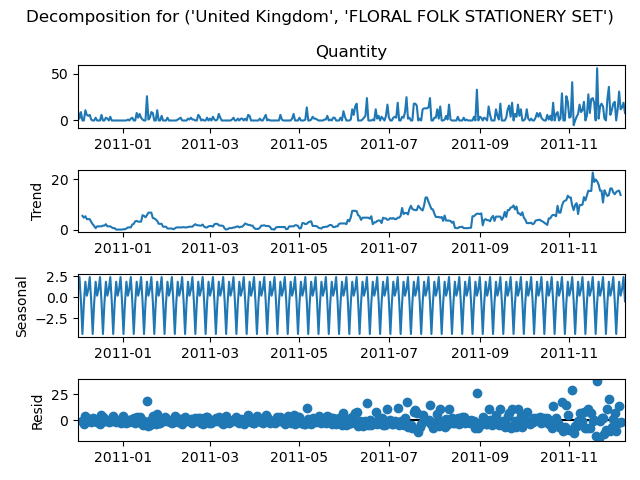 Decomposition for ('United Kingdom', 'FLORAL FOLK STATIONERY SET')
Quantity
50
0
2011-01 2011-03 2011-05 2011-07 2011-09 2011-11
Trend
20
0
2011-01 2011-03 2011-05 2011-07 2011-09 2011-11
Seasonal
2.5
0.0
−2.5
2011-01 2011-03 2011-05 2011-07 2011-09 2011-11
Resid
25
0
2011-01 2011-03 2011-05 2011-07 2011-09 2011-11